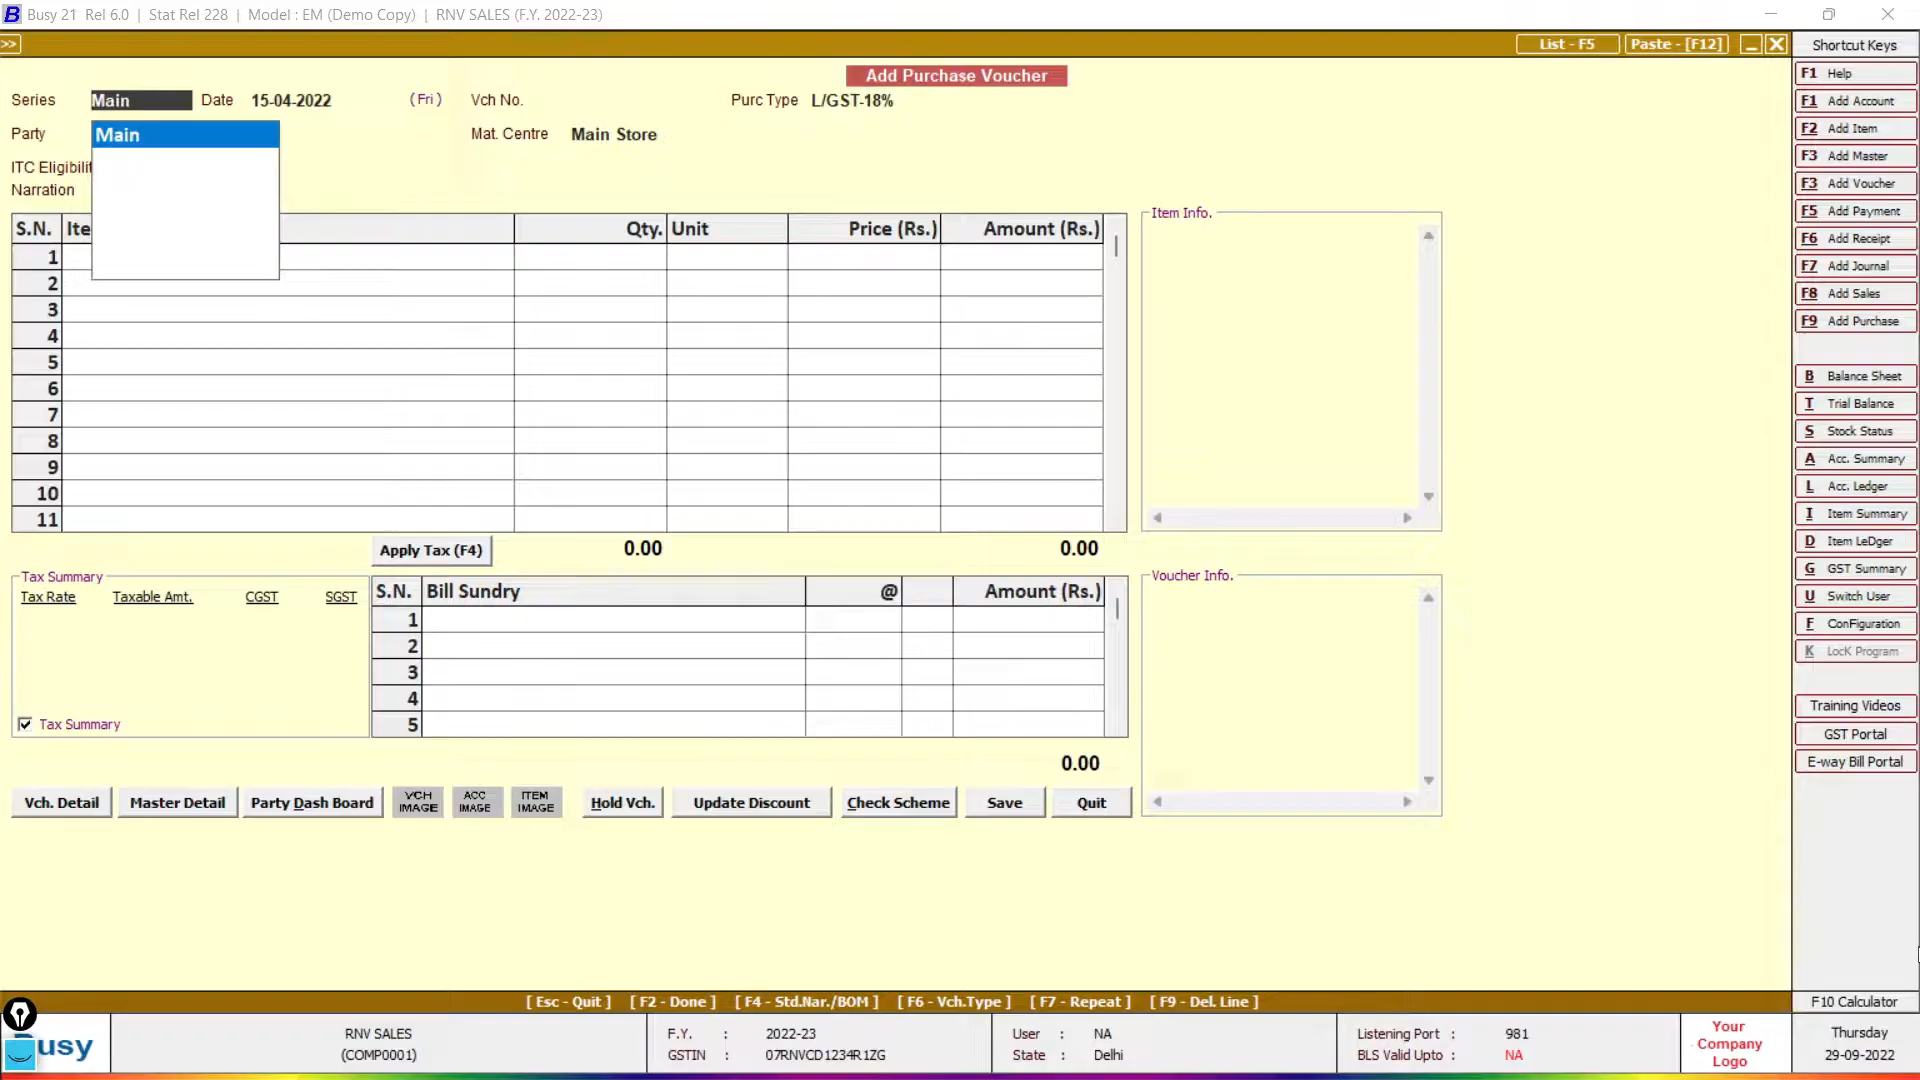 Busy 21 Rel 6.0 | Stat Rel 228 | Model : EM (Demo Copy) | RNV SALES (F.Y. 2022-23)
>> List - F5 Paste - [F12] Shortcut Keys
Add Purchase Voucher
Series Main Date 15-04-2022 (Fri) Vch No. Purc Type L/GST-18%
Party Main Mat. Centre Main Store
ITC Eligibilit
Narration
S.N. Ite Qty. Unit Price (Rs.) Amount (Rs.) Item Info.
1
2
3
4
5
6
7
8
9
10
11
Apply Tax (F4) 0.00 0.00
Tax Summary
Tax Rate Taxable Amt. CGST SGST
Tax Summary
S.N. Bill Sundry @ Amount (Rs.)
1
2
3
4
5
0.00
Voucher Info.
Vch. Detail Master Detail Party Dash Board VCH IMAGE ACC IMAGE ITEM IMAGE Hold Vch. Update Discount Check Scheme Save Quit
F1 Help
F1 Add Account
F2 Add Item
F3 Add Master
F3 Add Voucher
F5 Add Payment
F6 Add Receipt
F7 Add Journal
F8 Add Sales
F9 Add Purchase
B Balance Sheet
T Trial Balance
S Stock Status
A Acc. Summary
L Acc. Ledger
I Item Summary
D Item LeDger
G GST Summary
U Switch User
F ConFiguration
K LocK Program
Training Videos
GST Portal
E-way Bill Portal
[ Esc - Quit ] [ F2 - Done ] [ F4 - Std.Nar./BOM ] [ F6 - Vch.Type ] [ F7 - Repeat ] [ F9 - Del. Line ] F10 Calculator
Busy
RNV SALES
(COMP0001)
F.Y. : 2022-23
GSTIN : 07RNVCD1234R1ZG
User : NA
State : Delhi
Listening Port : 981
BLS Valid Upto : NA
Your
Company
Logo
Thursday
29-09-2022